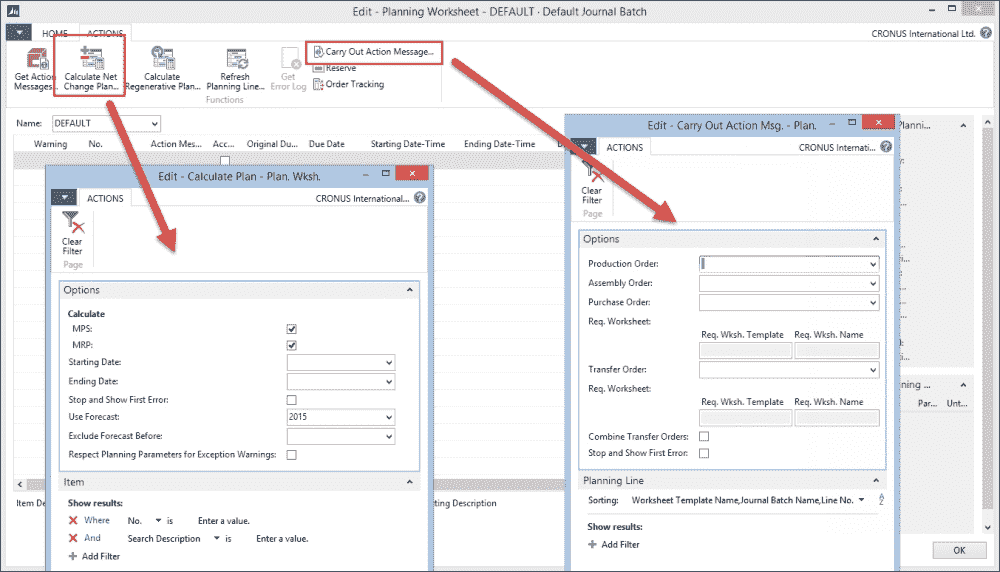 Edit - Planning Worksheet - DEFAULT · Default Journal Batch
HOME ACTIONS CRONUS International Ltd.
Get Action Messages...
Calculate Net Change Plan...
Calculate Regenerative Plan...
Refresh Planning Line...
Get Error Log
Carry Out Action Message...
Reserve
Order Tracking
Functions
Name: DEFAULT
Warning No. Action Mes... Acc... Original Du... Due Date Starting Date-Time Ending Date-Time
Edit - Calculate Plan - Plan. Wksh.
ACTIONS CRONUS International...
Clear Filter
Page
Options
Calculate
MPS:
MRP:
Starting Date:
Ending Date:
Stop and Show First Error:
Use Forecast: 2015
Exclude Forecast Before:
Respect Planning Parameters for Exception Warnings:
Item
Show results:
Where No. is Enter a value.
And Search Description is Enter a value.
Add Filter
Edit - Carry Out Action Msg. - Plan.
ACTIONS CRONUS Internati...
Clear Filter
Page
Options
Production Order:
Assembly Order:
Purchase Order:
Req. Worksheet:
Req. Wksh. Template Req. Wksh. Name
Transfer Order:
Req. Worksheet:
Req. Wksh. Template Req. Wksh. Name
Combine Transfer Orders:
Stop and Show First Error:
Planning Line
Sorting: Worksheet Template Name,Journal Batch Name,Line No.
Show results:
Add Filter
Par... Unt...
Item De
ting Description
OK